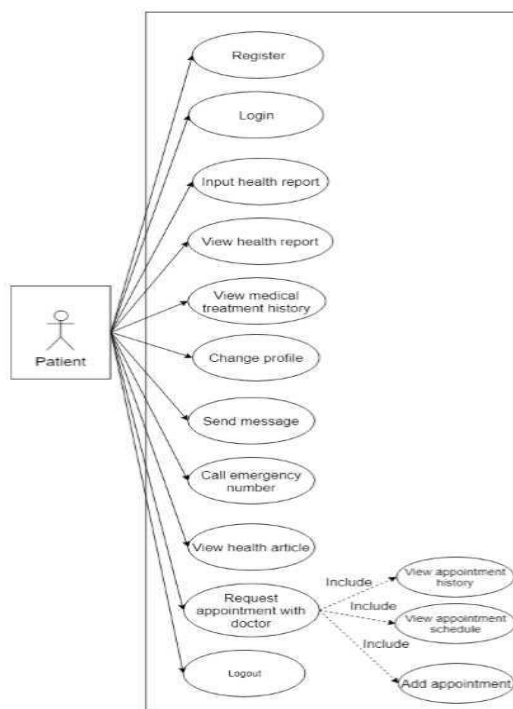 Register
Login
Input health report
View health report
View medical
treatment history
Patient
Change profile
Send message
Call emergency
number
View health article
Request
appointment with
doctor
Include
View appointment
history
Include
View appointment
schedule
Include
Add appointment
Logout